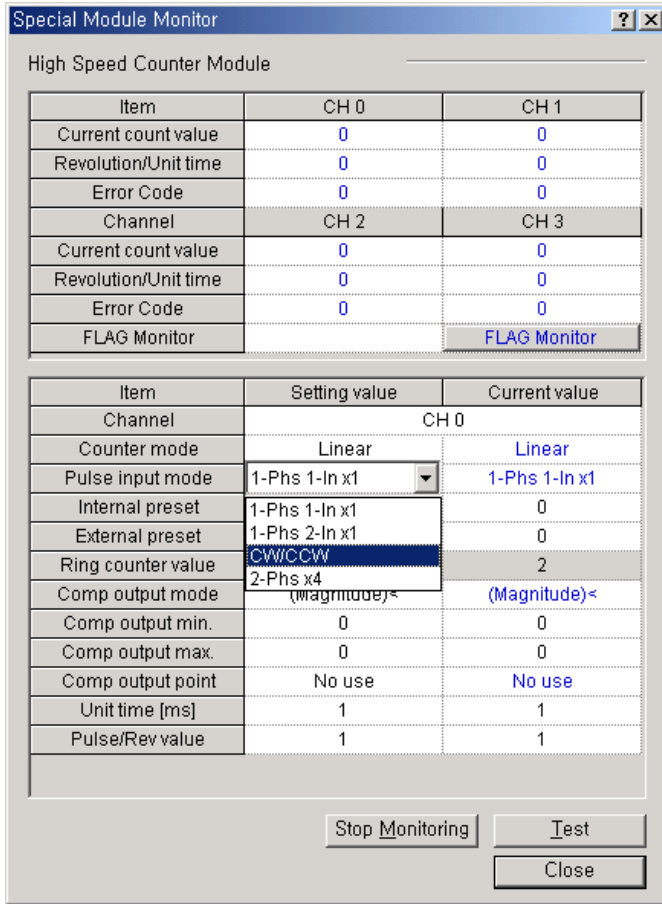 Special Module Monitor ? ×
High Speed Counter Module
Item CH 0 CH 1
Current count value 0 0
Revolution/Unit time 0 0
Error Code 0 0
Channel CH 2 CH 3
Current count value 0 0
Revolution/Unit time 0 0
Error Code 0 0
FLAG Monitor FLAG Monitor
Item Setting value Current value
Channel CH 0
Counter mode Linear Linear
Pulse input mode 1-Phs 1-In x1 1-Phs 1-In x1
Internal preset 1-Phs 1-In x1 0
External preset 1-Phs 2-In x1 0
Ring counter value CW/CCW 2
2-Phs x4
Comp output mode (Magnitude)< (Magnitude)<
Comp output min. 0 0
Comp output max. 0 0
Comp output point No use No use
Unit time [ms] 1 1
Pulse/Rev value 1 1
Stop Monitoring Test
Close